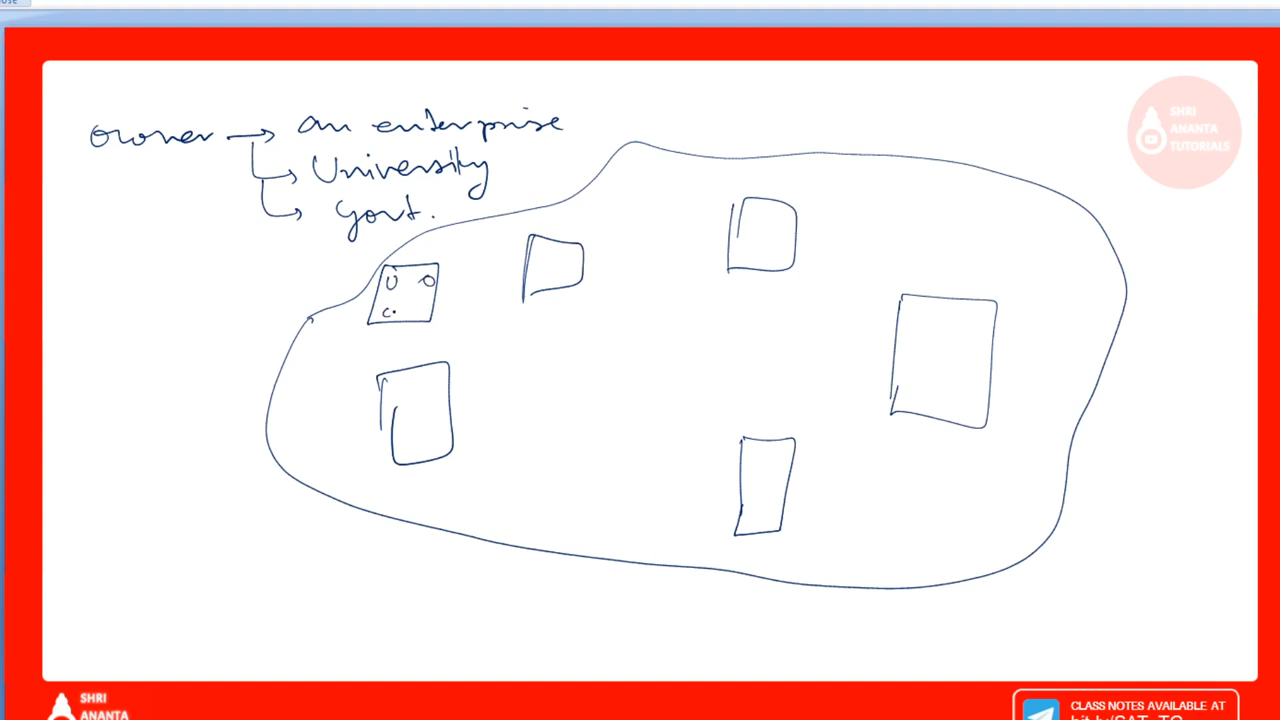 owner → an enterprise
→ University
→ Govt.
SHRI
ANANTA
TUTORIALS
SHRI
ANANTA
CLASS NOTES AVAILABLE AT